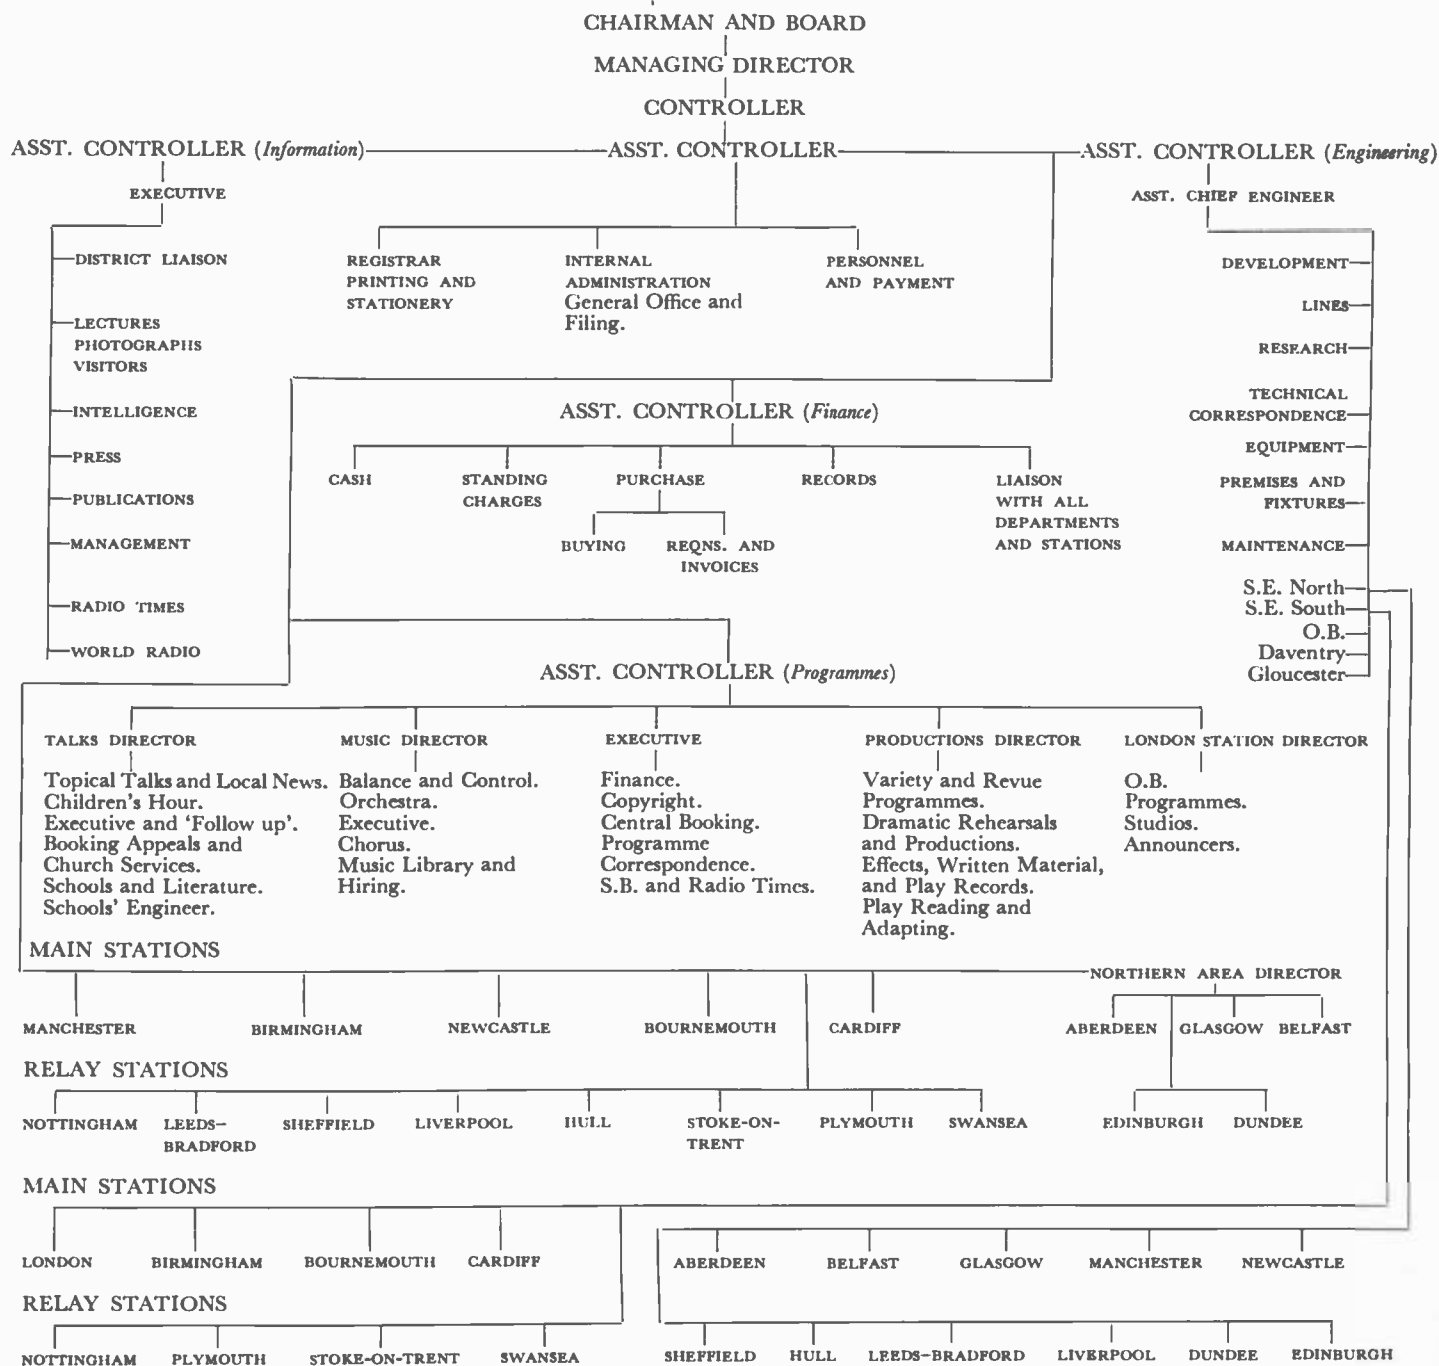 CHAIRMAN AND BOARD
MANAGING DIRECTOR
CONTROLLER
ASST. CONTROLLER (Information)
ASST. CONTROLLER
ASST. CONTROLLER (Engineering)
EXECUTIVE
DISTRICT LIAISON
LECTURES
PHOTOGRAPHS
VISITORS
INTELLIGENCE
PRESS
PUBLICATIONS
MANAGEMENT
RADIO TIMES
WORLD RADIO
REGISTRAR
PRINTING AND
STATIONERY
INTERNAL
ADMINISTRATION
General Office and
Filing.
PERSONNEL
AND PAYMENT
ASST. CHIEF ENGINEER
DEVELOPMENT
LINES
RESEARCH
TECHNICAL
CORRESPONDENCE
EQUIPMENT
PREMISES AND
FIXTURES
MAINTENANCE
S.E. North
S.E. South
O.B.
Daventry
Gloucester
ASST. CONTROLLER (Finance)
CASH
STANDING
CHARGES
PURCHASE
BUYING
REQNS. AND
INVOICES
RECORDS
LIAISON
WITH ALL
DEPARTMENTS
AND STATIONS
ASST. CONTROLLER (Programmes)
TALKS DIRECTOR
Topical Talks and Local News.
Children's Hour.
Executive and 'Follow up'.
Booking Appeals and
Church Services.
Schools and Literature.
Schools' Engineer.
MUSIC DIRECTOR
Balance and Control.
Orchestra.
Executive.
Chorus.
Music Library and
Hiring.
EXECUTIVE
Finance.
Copyright.
Central Booking.
Programme
Correspondence.
S.B. and Radio Times.
PRODUCTIONS DIRECTOR
Variety and Revue
Programmes.
Dramatic Rehearsals
and Productions.
Effects, Written Material,
and Play Records.
Play Reading and
Adapting.
LONDON STATION DIRECTOR
O.B.
Programmes.
Studios.
Announcers.
MAIN STATIONS
NORTHERN AREA DIRECTOR
MANCHESTER
BIRMINGHAM
NEWCASTLE
BOURNEMOUTH
CARDIFF
ABERDEEN
GLASGOW
BELFAST
RELAY STATIONS
NOTTINGHAM
LEEDS-
BRADFORD
SHEFFIELD
LIVERPOOL
HULL
STOKE-ON-
TRENT
PLYMOUTH
SWANSEA
EDINBURGH
DUNDEE
MAIN STATIONS
LONDON
BIRMINGHAM
BOURNEMOUTH
CARDIFF
ABERDEEN
BELFAST
GLASGOW
MANCHESTER
NEWCASTLE
RELAY STATIONS
NOTTINGHAM
PLYMOUTH
STOKE-ON-TRENT
SWANSEA
SHEFFIELD
HULL
LEEDS-BRADFORD
LIVERPOOL
DUNDEE
EDINBURGH